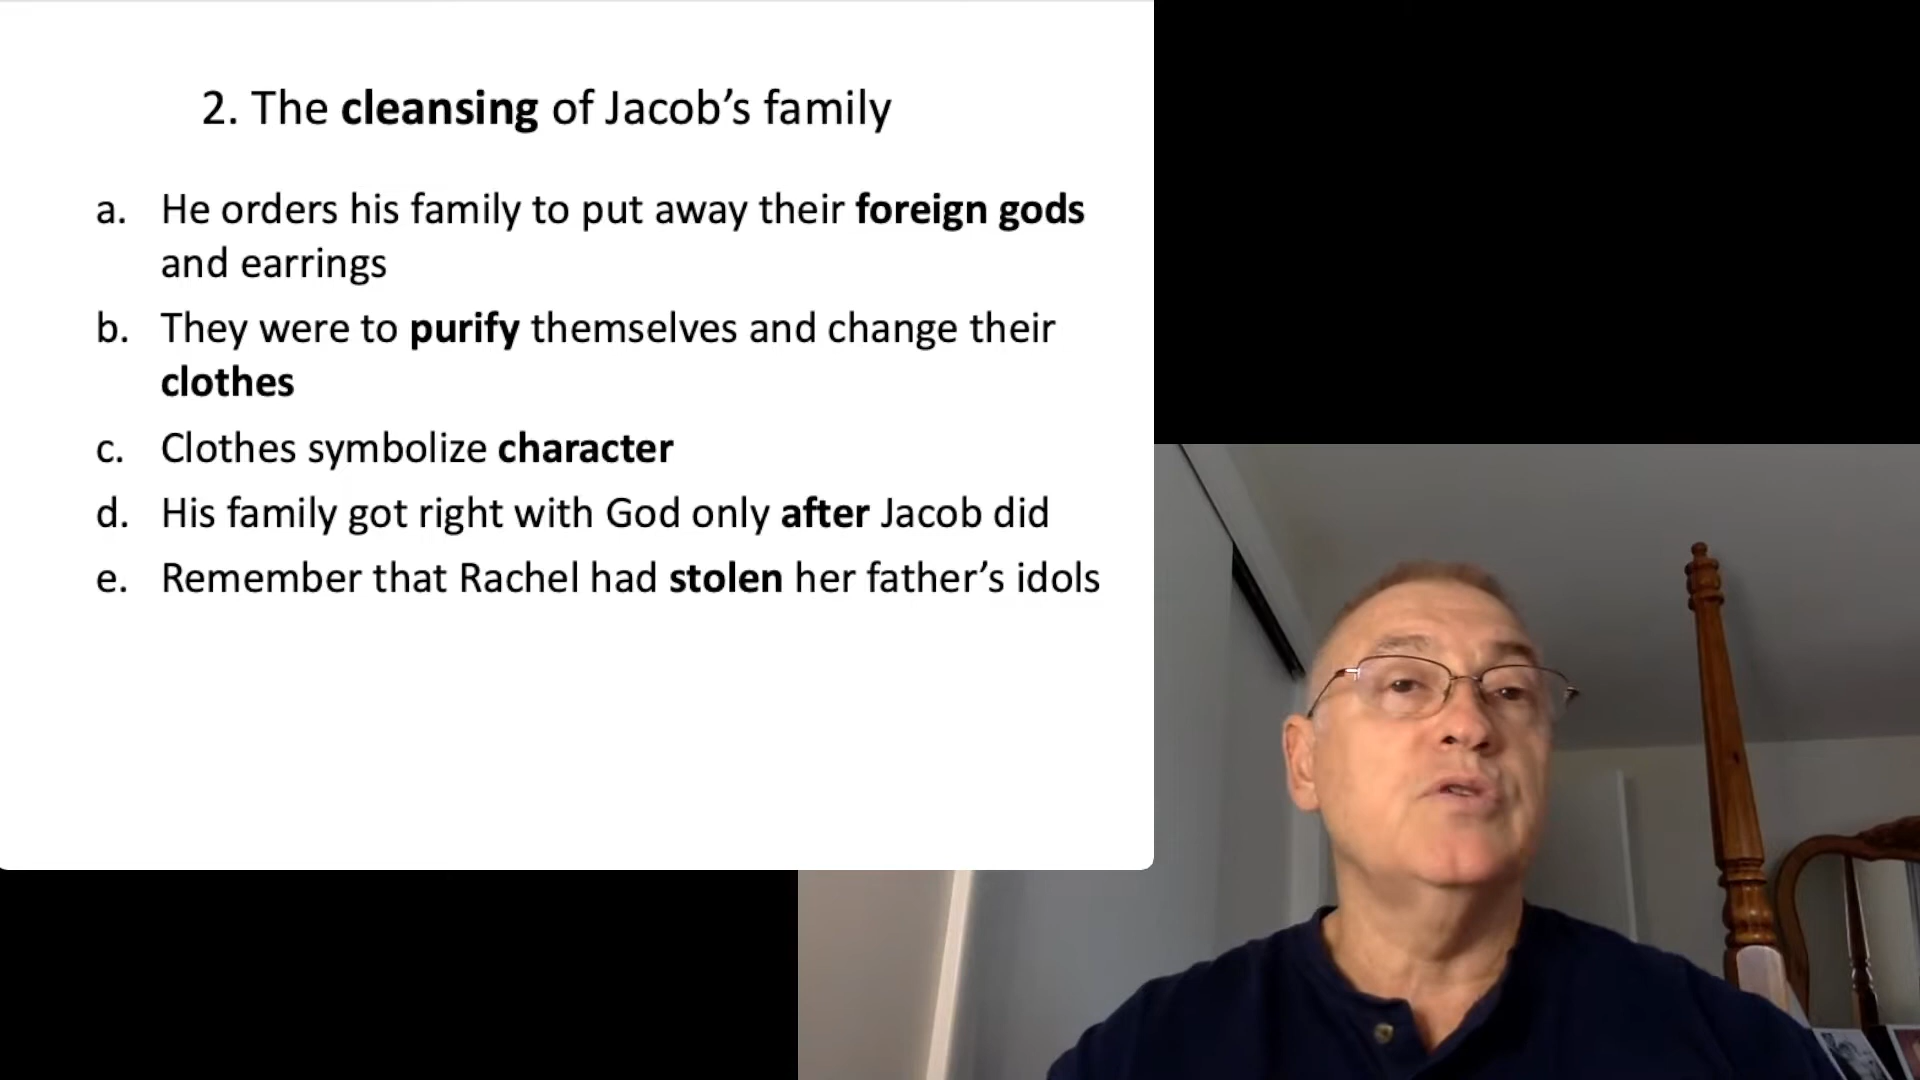 2. The cleansing of Jacob’s family
a. He orders his family to put away their foreign gods
and earrings
b. They were to purify themselves and change their
clothes
c. Clothes symbolize character
d. His family got right with God only after Jacob did
e. Remember that Rachel had stolen her father’s idols